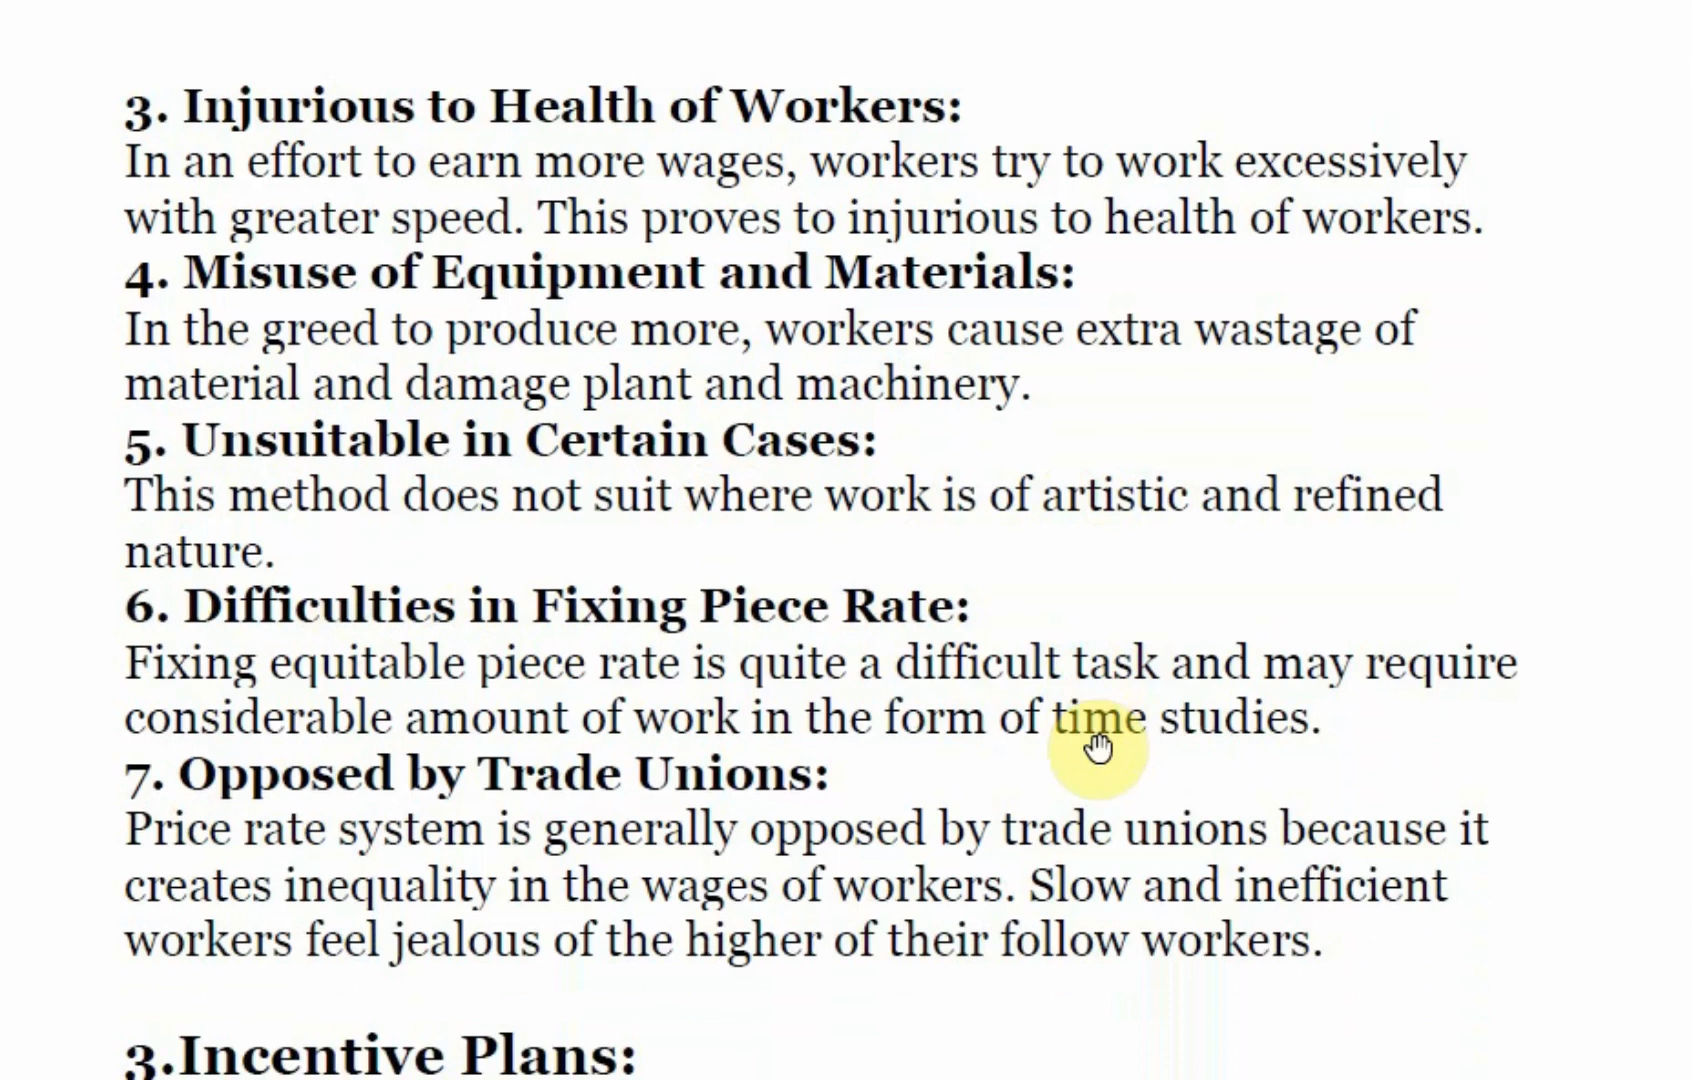 3. Injurious to Health of Workers:
In an effort to earn more wages, workers try to work excessively
with greater speed. This proves to injurious to health of workers.
4. Misuse of Equipment and Materials:
In the greed to produce more, workers cause extra wastage of
material and damage plant and machinery.
5. Unsuitable in Certain Cases:
This method does not suit where work is of artistic and refined
nature.
6. Difficulties in Fixing Piece Rate:
Fixing equitable piece rate is quite a difficult task and may require
considerable amount of work in the form of time studies.
7. Opposed by Trade Unions:
Price rate system is generally opposed by trade unions because it
creates inequality in the wages of workers. Slow and inefficient
workers feel jealous of the higher of their follow workers.
3.Incentive Plans: